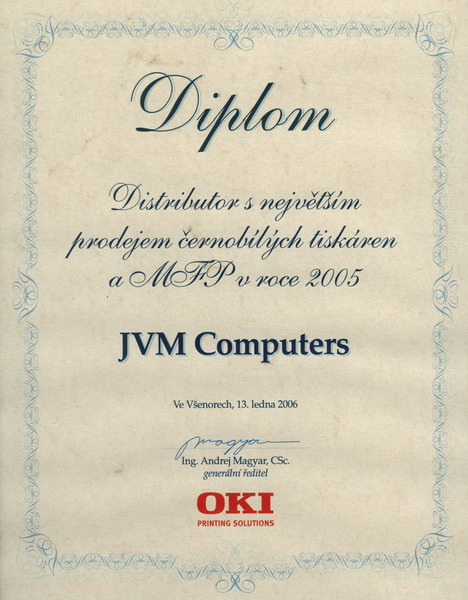 Diplom
Distributor s největším
prodejem černobílých tiskáren
a MFP v roce 2005
JVM Computers
Ve Všenorech, 13. ledna 2006
Magyar
Ing. Andrej Magyar, CSc.
generální ředitel
OKI
PRINTING SOLUTIONS